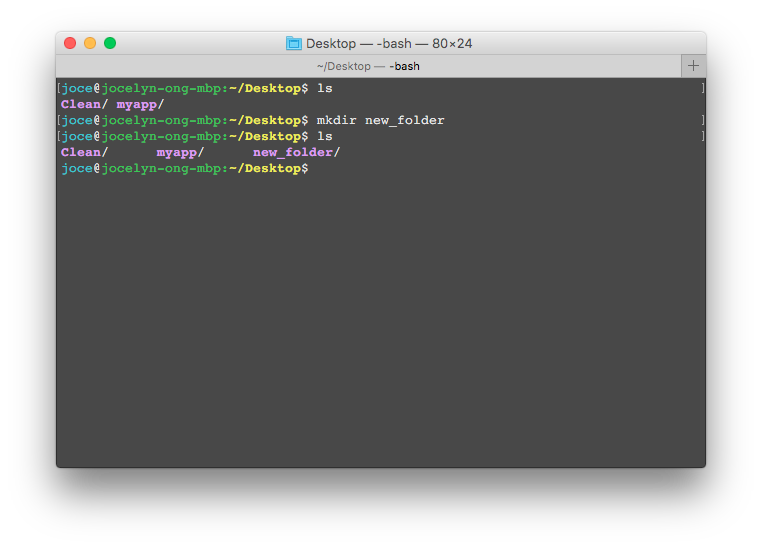 Desktop — -bash — 80×24
~/Desktop — -bash
[joce@jocelyn-ong-mbp:~/Desktop$ ls ]
Clean/ myapp/
[joce@jocelyn-ong-mbp:~/Desktop$ mkdir new_folder ]
[joce@jocelyn-ong-mbp:~/Desktop$ ls ]
Clean/ myapp/ new_folder/
joce@jocelyn-ong-mbp:~/Desktop$